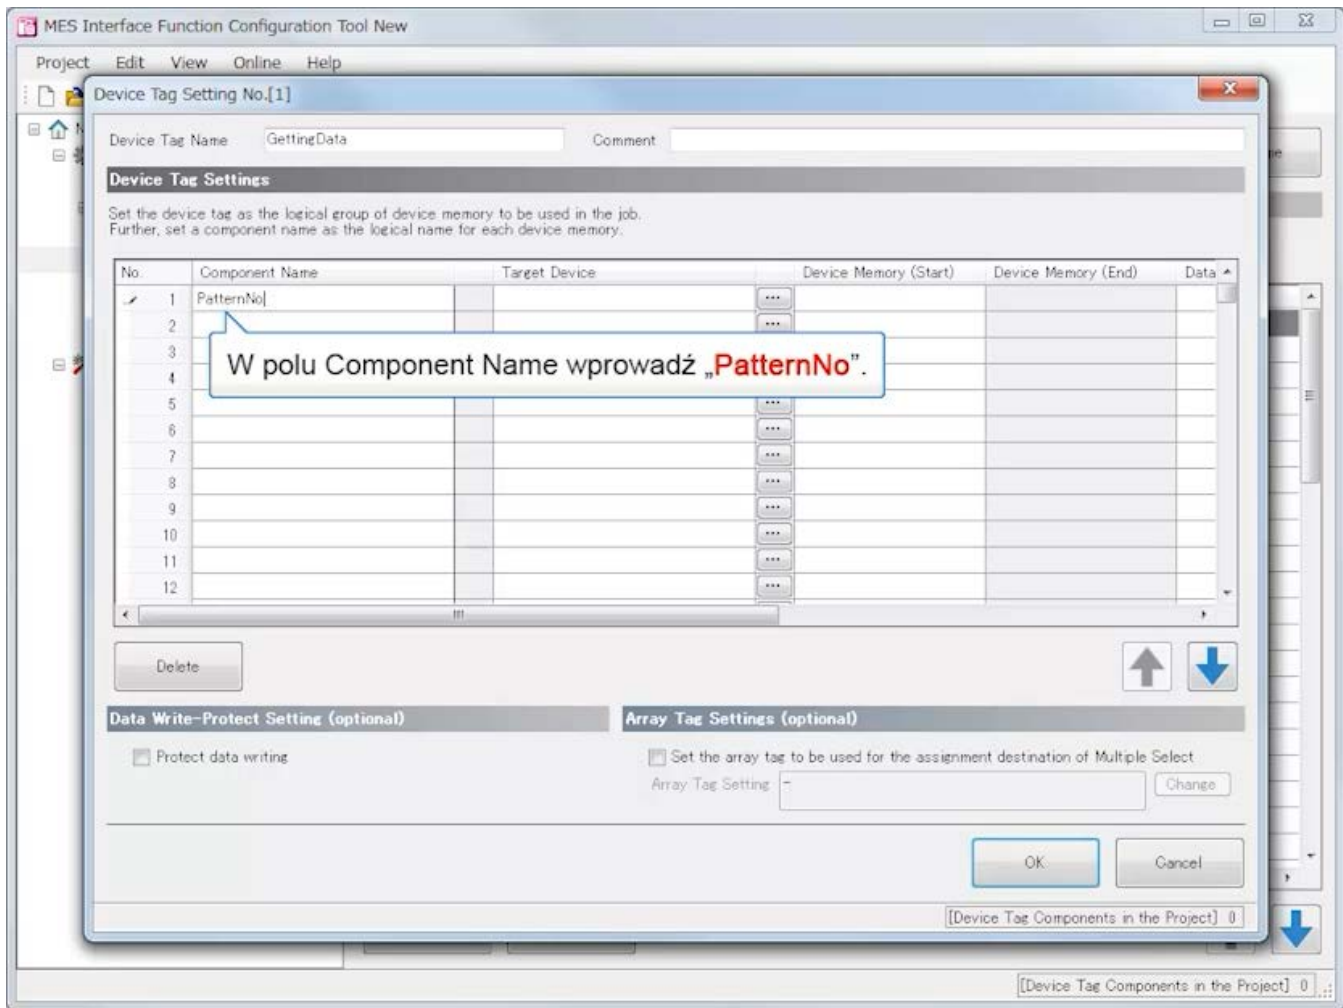 MES Interface Function Configuration Tool New
Project Edit View Online Help
Device Tag Setting No.[1]
Device Tag Name GettingData Comment
Device Tag Settings
Set the device tag as the logical group of device memory to be used in the job.
Further, set a component name as the logical name for each device memory.
No. Component Name Target Device Device Memory (Start) Device Memory (End) Data
1 PatternNo
2
3
W polu Component Name wprowadź „PatternNo”.
4
5
6
7
8
9
10
11
12
Delete
Data Write-Protect Setting (optional) Array Tag Settings (optional)
Protect data writing Set the array tag to be used for the assignment destination of Multiple Select
Array Tag Setting - Change
OK Cancel
[Device Tag Components in the Project] 0
[Device Tag Components in the Project] 0